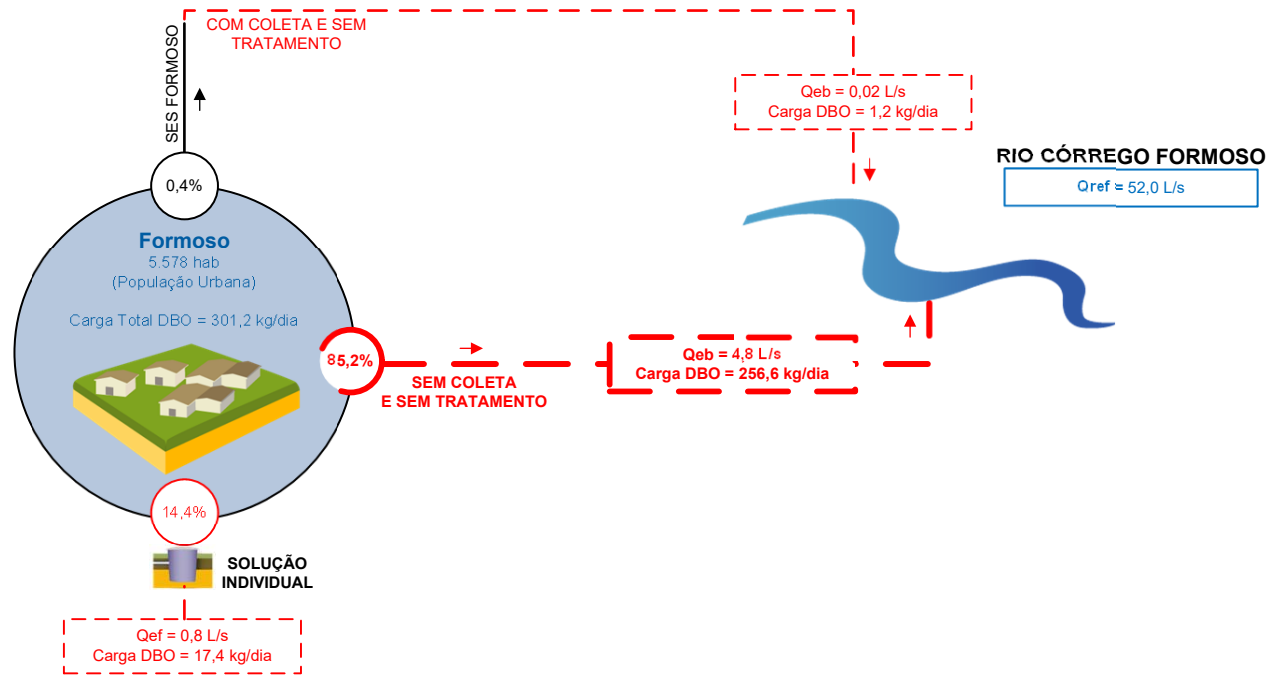 COM COLETA E SEM
TRATAMENTO
SES FORMOSO
Qeb = 0,02 L/s
Carga DBO = 1,2 kg/dia
RIO CÓRREGO FORMOSO
Qref = 52,0 L/s
0,4%
Formoso
5.578 hab
(População Urbana)
Carga Total DBO = 301,2 kg/dia
85,2%
SEM COLETA
E SEM TRATAMENTO
Qeb = 4,8 L/s
Carga DBO = 256,6 kg/dia
14,4%
SOLUÇÃO
INDIVIDUAL
Qef = 0,8 L/s
Carga DBO = 17,4 kg/dia